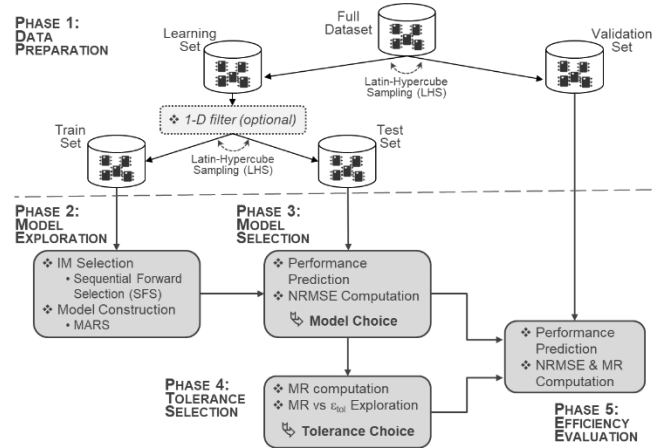 PHASE 1:
DATA
PREPARATION
Learning
Set
Full
Dataset
Validation
Set
Latin-Hypercube
Sampling (LHS)
❖ 1-D filter (optional)
Train
Set
Latin-Hypercube
Sampling (LHS)
Test
Set
PHASE 2:
MODEL
EXPLORATION
❖ IM Selection
• Sequential Forward
Selection (SFS)
❖ Model Construction
• MARS
PHASE 3:
MODEL
SELECTION
❖ Performance
Prediction
❖ NRMSE Computation
Model Choice
PHASE 4:
TOLERANCE
SELECTION
❖ MR computation
❖ MR vs εtol Exploration
Tolerance Choice
❖ Performance
Prediction
❖ NRMSE & MR
Computation
PHASE 5:
EFFICIENCY
EVALUATION